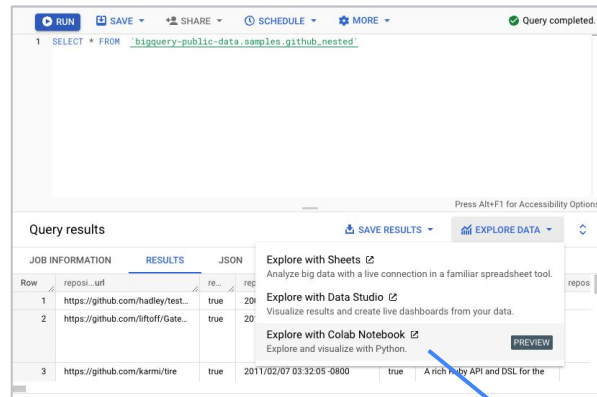 RUN SAVE SHARE SCHEDULE MORE Query completed.
1 SELECT * FROM `bigquery-public-data.samples.github_nested`
Press Alt+F1 for Accessibility Options
Query results SAVE RESULTS EXPLORE DATA
JOB INFORMATION RESULTS JSON
Explore with Sheets
Analyze big data with a live connection in a familiar spreadsheet tool.
Row reposi...url re... rep repos
1 https://github.com/hadley/test... true 200
Explore with Data Studio
Visualize results and create live dashboards from your data.
2 https://github.com/liftoff/Gate... true 20
Explore with Colab Notebook
Explore and visualize with Python.
PREVIEW
3 https://github.com/karmi/tire true 2011/02/07 03:32:05 -0800 true A rich Ruby API and DSL for the